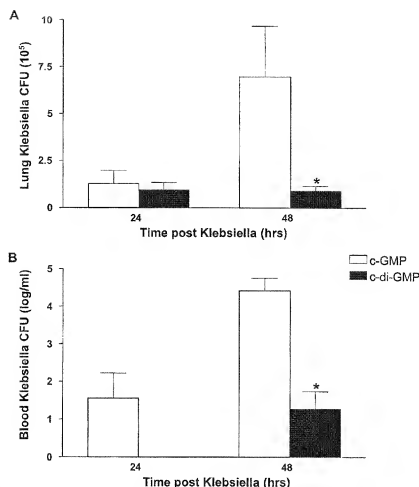 A
10
7.5
5
2.5
0
Lung Klebsiella CFU (10⁵)
*
24
48
Time post Klebsiella (hrs)
B
5
4
3
2
1
0
Blood Klebsiella CFU (log/ml)
*
c-GMP
c-di-GMP
24
48
Time post Klebsiella (hrs)